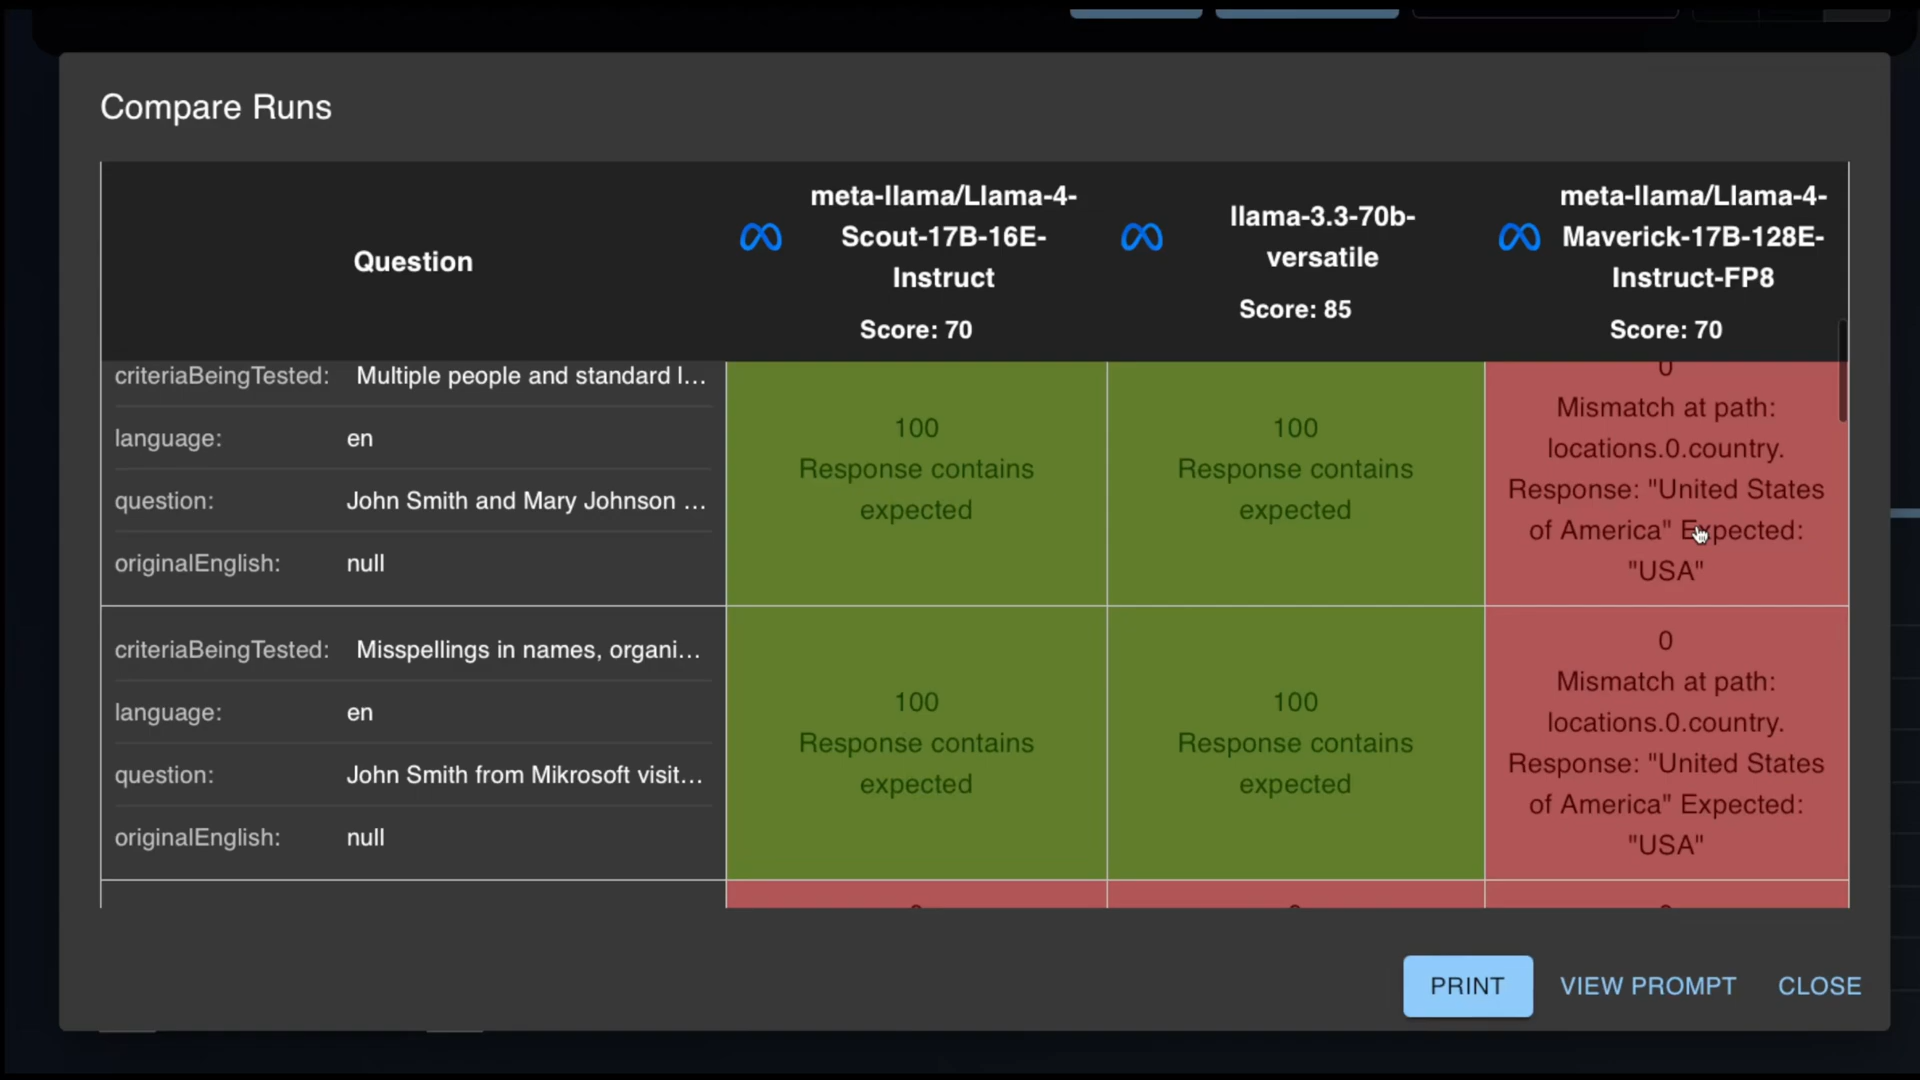 Compare Runs
Question
meta-llama/Llama-4-
Scout-17B-16E-
Instruct
Score: 70
llama-3.3-70b-
versatile
Score: 85
meta-llama/Llama-4-
Maverick-17B-128E-
Instruct-FP8
Score: 70
criteriaBeingTested: Multiple people and standard l...
language: en
question: John Smith and Mary Johnson ...
originalEnglish: null
100
Response contains
expected
100
Response contains
expected
0
Mismatch at path:
locations.0.country.
Response: "United States
of America" Expected:
"USA"
criteriaBeingTested: Misspellings in names, organi...
language: en
question: John Smith from Mikrosoft visit...
originalEnglish: null
100
Response contains
expected
100
Response contains
expected
0
Mismatch at path:
locations.0.country.
Response: "United States
of America" Expected:
"USA"
PRINT
VIEW PROMPT
CLOSE